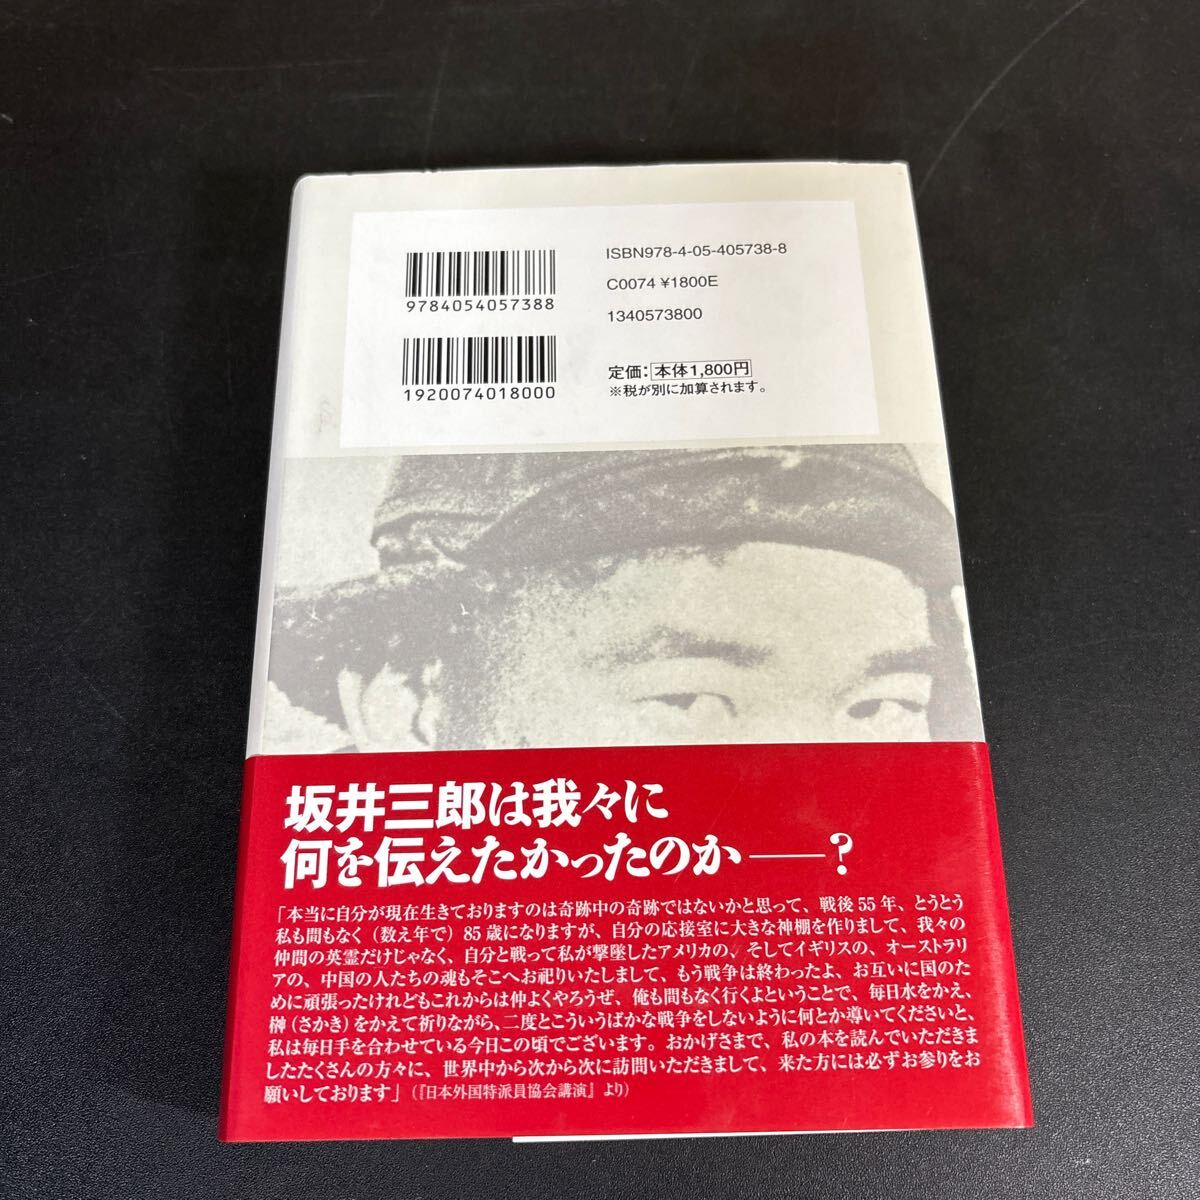 ISBN978-4-05-405738-8
C0074 ¥1800E
1340573800
定価：本体1,800円
※税が別に加算されます。
9784054057388
1920074018000
坂井三郎は我々に
何を伝えたかったのか――？
「本当に自分が現在生きておりますのは奇跡中の奇跡ではないかと思って、戦後55年、とうとう
私も間もなく（数え年で）85歳になりますが、自分の応接室に大きな神棚を作りまして、我々の
仲間の英霊だけじゃなく、自分と戦って私が撃墜したアメリカの、そしてイギリスの、オーストラリ
アの、中国の人たちの魂もそこへお祀りいたしまして、もう戦争は終わったよ、お互いに国のた
めに頑張ったけれどもこれからは仲よくやろうぜ、俺も間もなく行くよということで、毎日水をかえ、
榊（さかき）をかえて祈りながら、二度とこういうばかな戦争をしないように何とか導いてくださいと、
私は毎日手を合わせている今日この頃でございます。おかげさまで、私の本を読んでいただきま
したたくさんの方々に、世界中から次から次に訪問いただきまして、来た方には必ずお参りをお
願いしております」（『日本外国特派員協会講演』より）